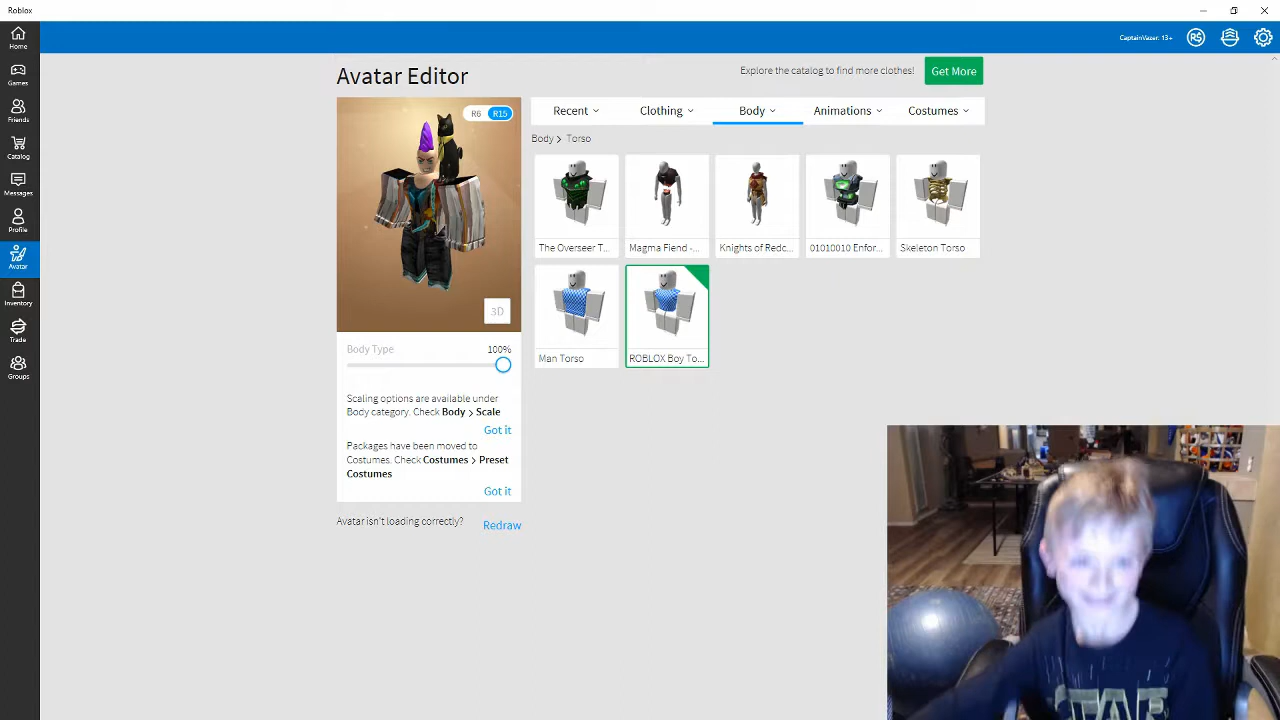 Roblox
CaptainVazer: 13+
R$
Home
Games
Friends
Catalog
Messages
Profile
Avatar
Inventory
Trade
Groups
Avatar Editor
Explore the catalog to find more clothes!
Get More
R6 R15
3D
Body Type 100%
Scaling options are available under
Body category. Check Body > Scale
Got it
Packages have been moved to
Costumes. Check Costumes > Preset
Costumes
Got it
Avatar isn't loading correctly? Redraw
Recent Clothing Body Animations Costumes
Body > Torso
The Overseer T... Magma Fiend -... Knights of Redc... 01010010 Enfor... Skeleton Torso
Man Torso ROBLOX Boy To...